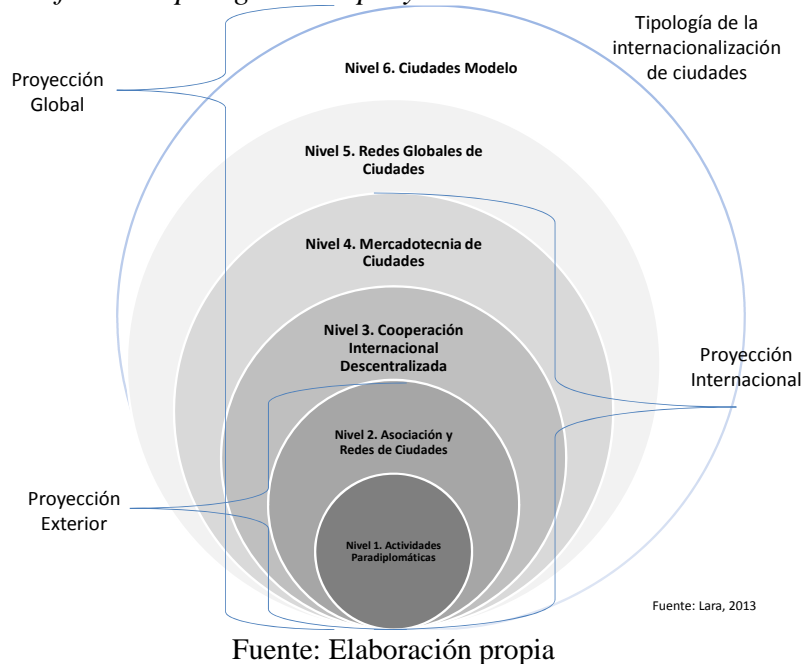 Tipología de la
internacionalización
de ciudades
Proyección
Global
Nivel 6. Ciudades Modelo
Nivel 5. Redes Globales de
Ciudades
Nivel 4. Mercadotecnia de
Ciudades
Nivel 3. Cooperación
Internacional
Descentralizada
Proyección
Internacional
Nivel 2. Asociación y
Redes de Ciudades
Proyección
Exterior
Nivel 1. Actividades
Paradiplomáticas
Fuente: Lara, 2013
Fuente: Elaboración propia